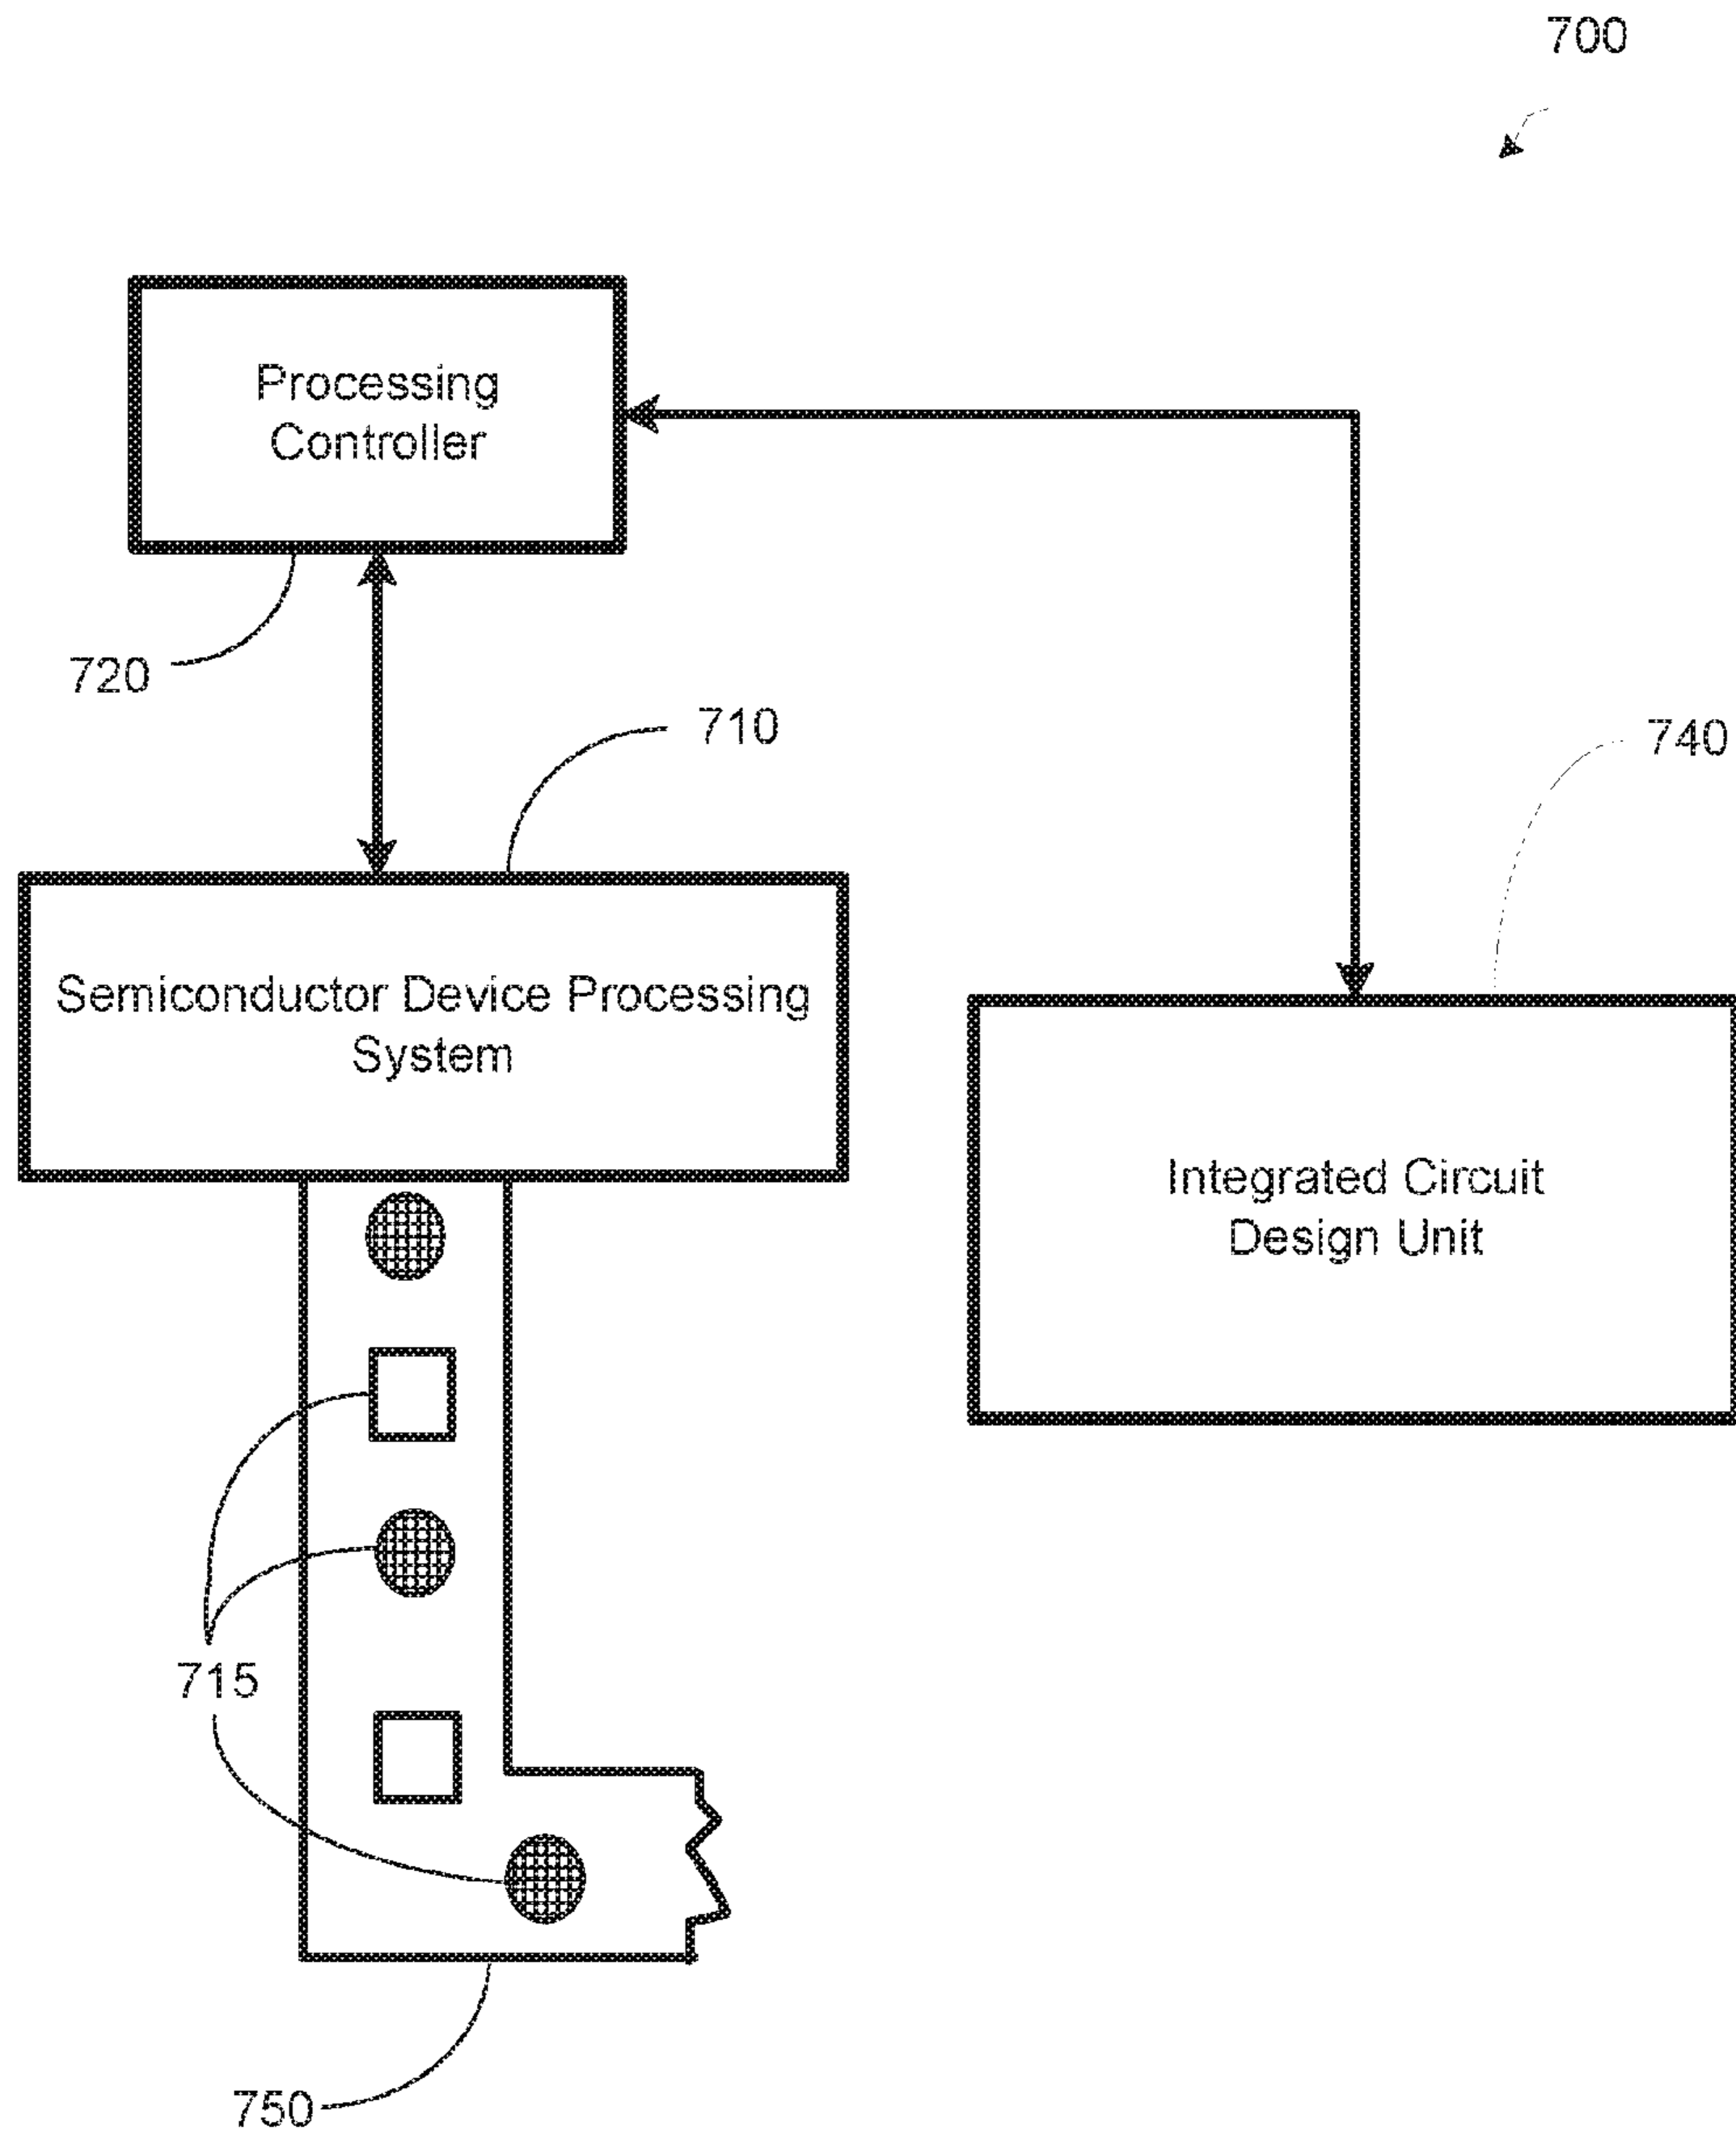 700
Processing
Controller
720
710
740
Semiconductor Device Processing
System
Integrated Circuit
Design Unit
715
750